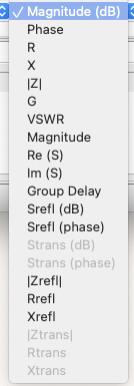 ✓ Magnitude (dB)
Phase
R
X
|Z|
G
VSWR
Magnitude
Re (S)
Im (S)
Group Delay
Srefl (dB)
Srefl (phase)
Strans (dB)
Strans (phase)
|Zrefl|
Rrefl
Xrefl
|Ztrans|
Rtrans
Xtrans